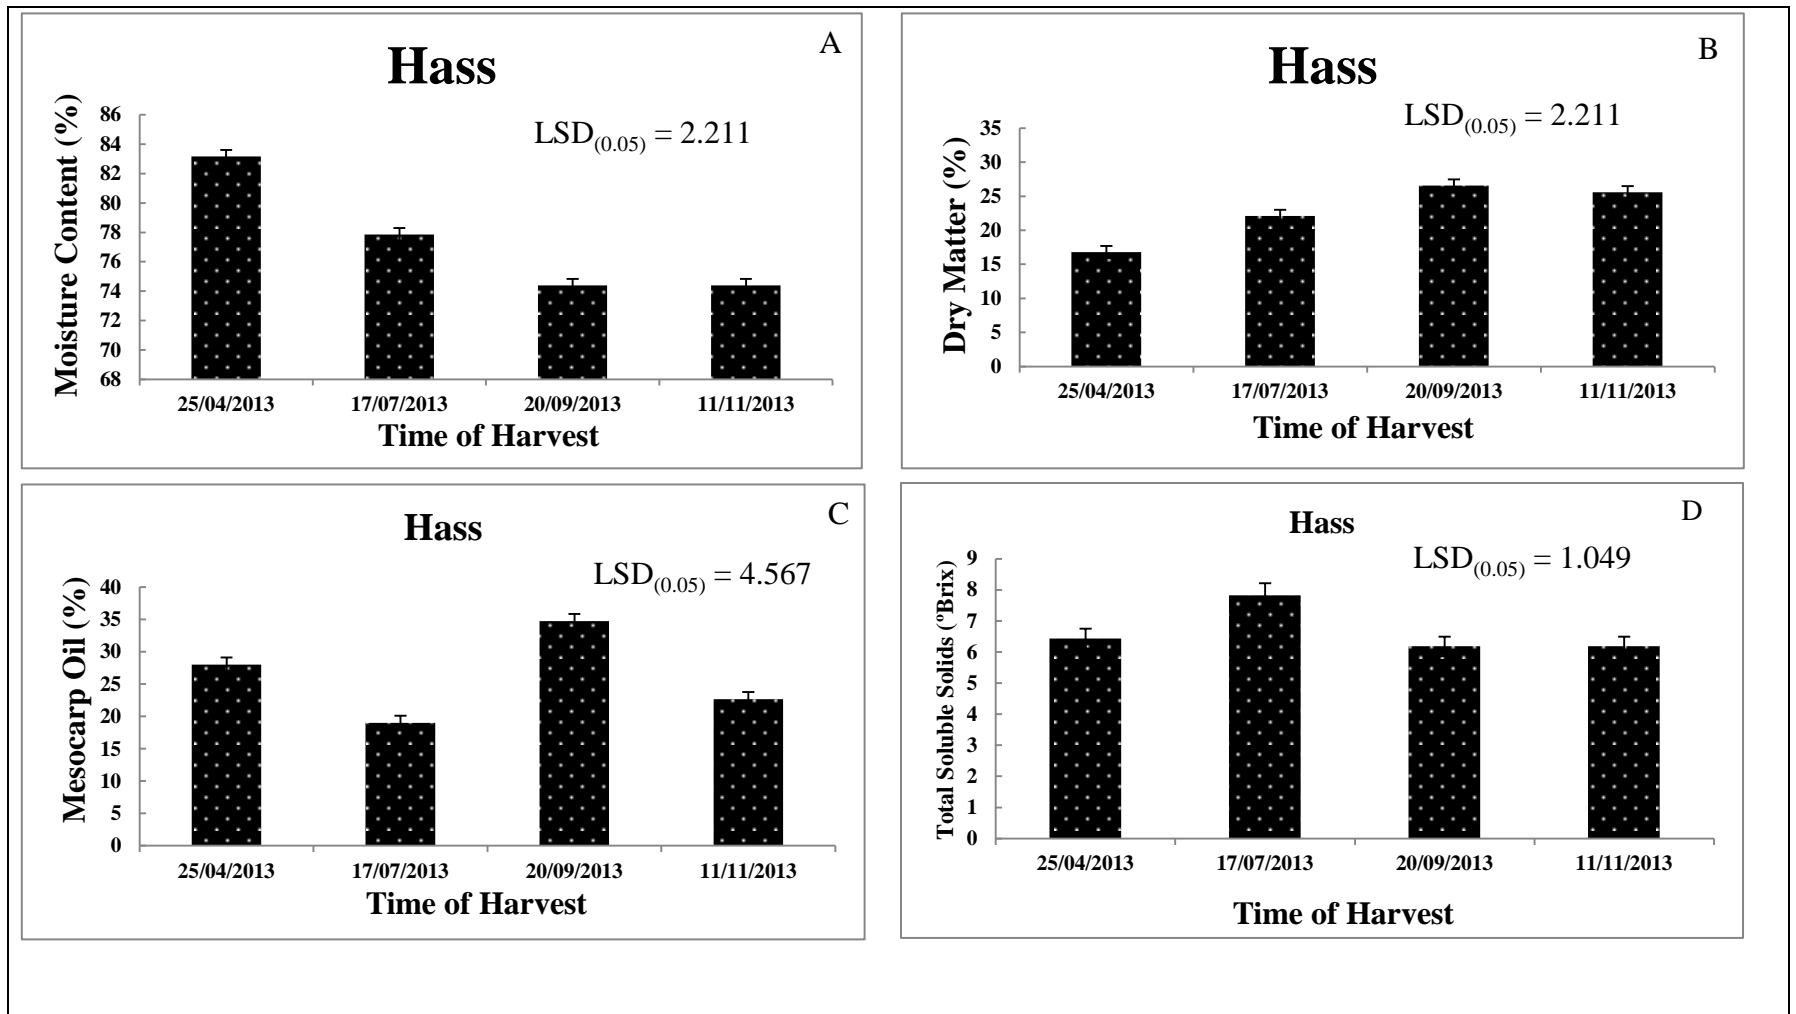 A
Hass
LSD(0.05) = 2.211
Moisture Content (%)
86
84
82
80
78
76
74
72
70
68
25/04/2013 17/07/2013 20/09/2013 11/11/2013
Time of Harvest
B
Hass
LSD(0.05) = 2.211
Dry Matter (%)
35
30
25
20
15
10
5
0
25/04/2013 17/07/2013 20/09/2013 11/11/2013
Time of Harvest
C
Hass
LSD(0.05) = 4.567
Mesocarp Oil (%)
40
35
30
25
20
15
10
5
0
25/04/2013 17/07/2013 20/09/2013 11/11/2013
Time of Harvest
D
Hass
LSD(0.05) = 1.049
Total Soluble Solids (ºBrix)
9
8
7
6
5
4
3
2
1
0
25/04/2013 17/07/2013 20/09/2013 11/11/2013
Time of Harvest